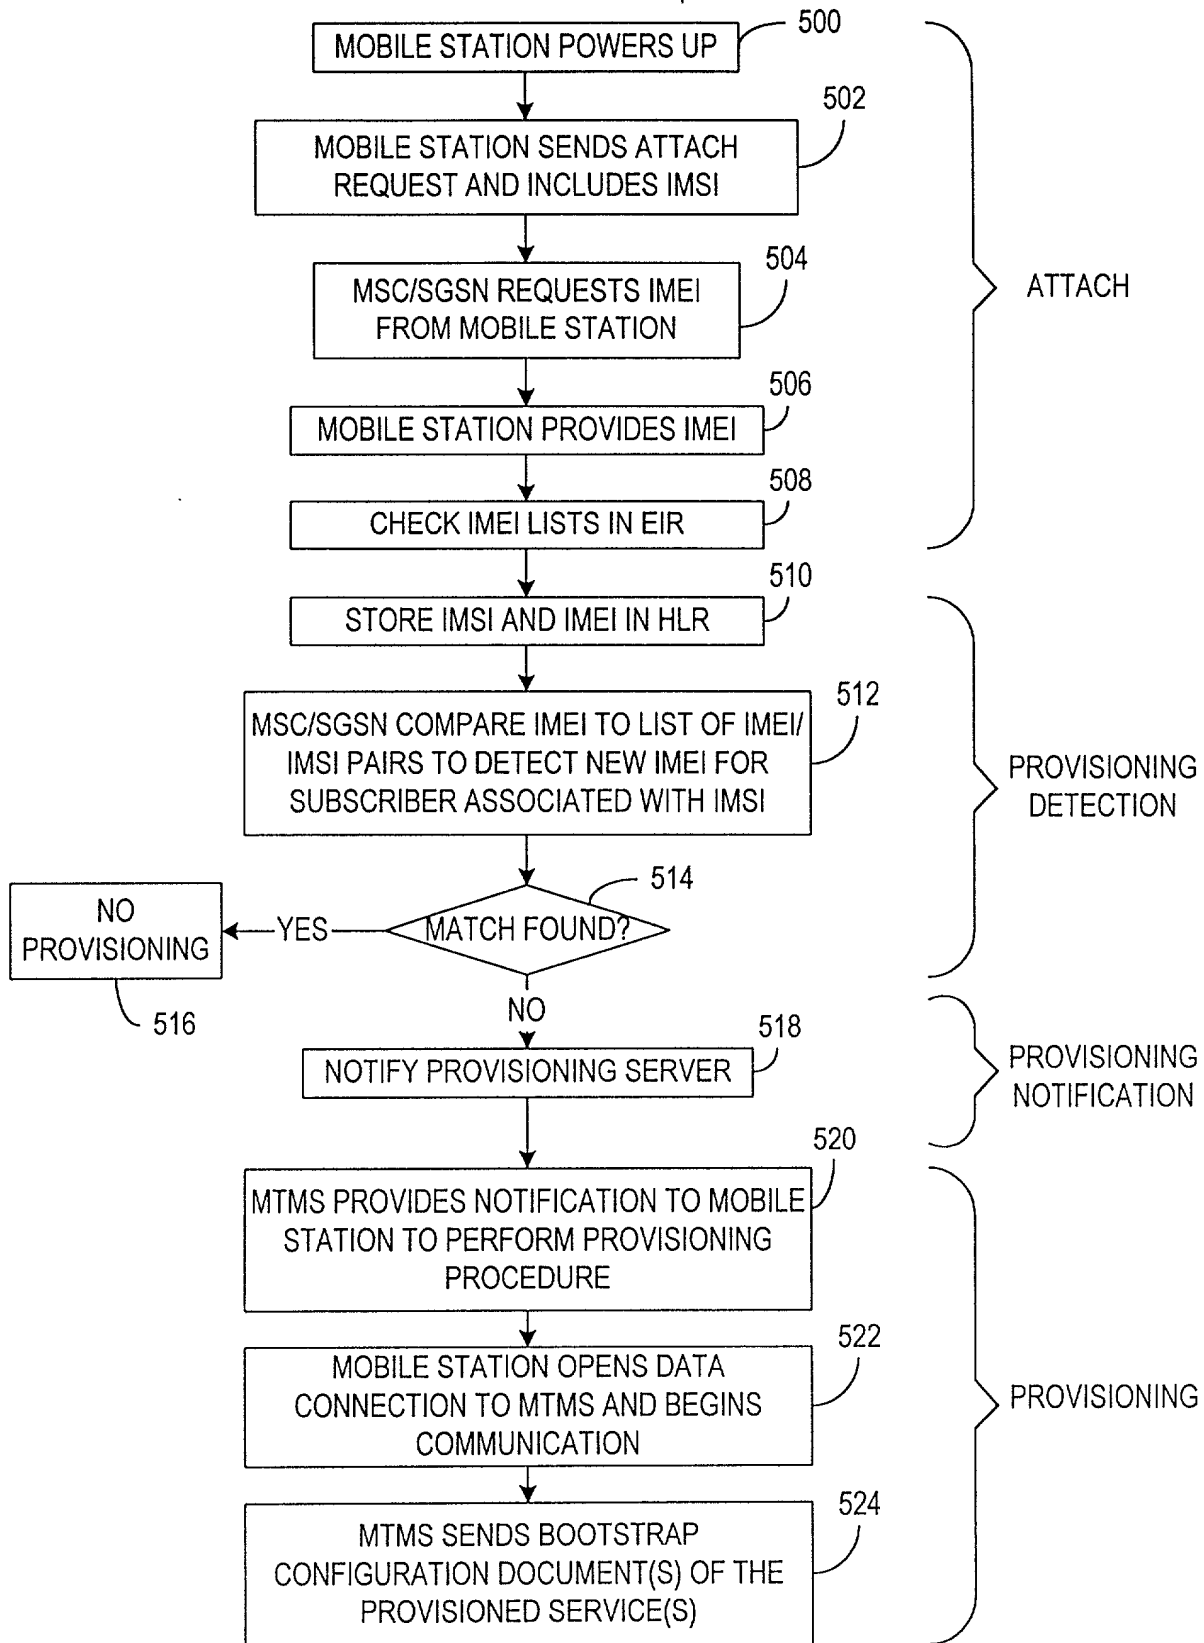 500
MOBILE STATION POWERS UP
502
MOBILE STATION SENDS ATTACH
REQUEST AND INCLUDES IMSI
504
MSC/SGSN REQUESTS IMEI
FROM MOBILE STATION
ATTACH
506
MOBILE STATION PROVIDES IMEI
508
CHECK IMEI LISTS IN EIR
510
STORE IMSI AND IMEI IN HLR
512
MSC/SGSN COMPARE IMEI TO LIST OF IMEI/
IMSI PAIRS TO DETECT NEW IMEI FOR
SUBSCRIBER ASSOCIATED WITH IMSI
PROVISIONING
DETECTION
514
MATCH FOUND?
YES
NO
PROVISIONING
516
NO
518
NOTIFY PROVISIONING SERVER
PROVISIONING
NOTIFICATION
520
MTMS PROVIDES NOTIFICATION TO MOBILE
STATION TO PERFORM PROVISIONING
PROCEDURE
522
MOBILE STATION OPENS DATA
CONNECTION TO MTMS AND BEGINS
COMMUNICATION
PROVISIONING
524
MTMS SENDS BOOTSTRAP
CONFIGURATION DOCUMENT(S) OF THE
PROVISIONED SERVICE(S)